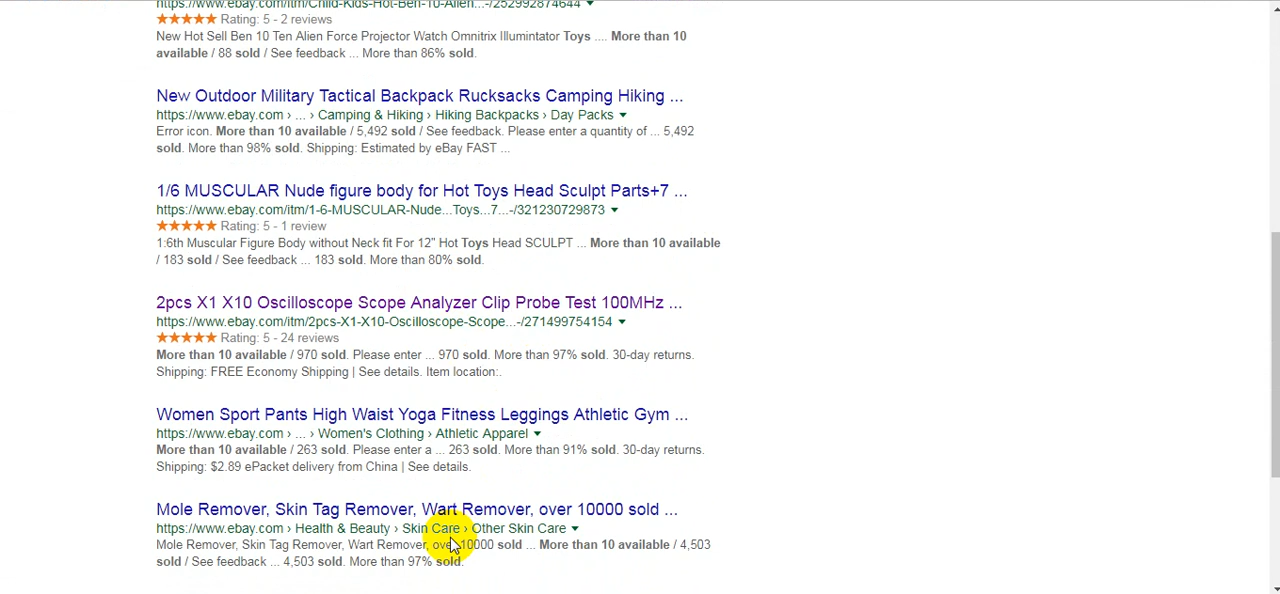 https://www.ebay.com/itm/Child-Kids-Hot-Ben-10-Alien...-/252992874644
Rating: 5 - 2 reviews
New Hot Sell Ben 10 Ten Alien Force Projector Watch Omnitrix Illumintator Toys .... More than 10
available / 88 sold / See feedback ... More than 86% sold.
New Outdoor Military Tactical Backpack Rucksacks Camping Hiking ...
https://www.ebay.com › ... › Camping & Hiking › Hiking Backpacks › Day Packs
Error icon. More than 10 available / 5,492 sold / See feedback. Please enter a quantity of ... 5,492
sold. More than 98% sold. Shipping: Estimated by eBay FAST ...
1/6 MUSCULAR Nude figure body for Hot Toys Head Sculpt Parts+7 ...
https://www.ebay.com/itm/1-6-MUSCULAR-Nude...Toys...7...-/321230729873
Rating: 5 - 1 review
1:6th Muscular Figure Body without Neck fit For 12" Hot Toys Head SCULPT ... More than 10 available
/ 183 sold / See feedback ... 183 sold. More than 80% sold.
2pcs X1 X10 Oscilloscope Scope Analyzer Clip Probe Test 100MHz ...
https://www.ebay.com/itm/2pcs-X1-X10-Oscilloscope-Scope...-/271499754154
Rating: 5 - 24 reviews
More than 10 available / 970 sold. Please enter ... 970 sold. More than 97% sold. 30-day returns.
Shipping: FREE Economy Shipping | See details. Item location:.
Women Sport Pants High Waist Yoga Fitness Leggings Athletic Gym ...
https://www.ebay.com › ... › Women's Clothing › Athletic Apparel
More than 10 available / 263 sold. Please enter a ... 263 sold. More than 91% sold. 30-day returns.
Shipping: $2.89 ePacket delivery from China | See details.
Mole Remover, Skin Tag Remover, Wart Remover, over 10000 sold ...
https://www.ebay.com › Health & Beauty › Skin Care › Other Skin Care
Mole Remover, Skin Tag Remover, Wart Remover, over 10000 sold ... More than 10 available / 4,503
sold / See feedback ... 4,503 sold. More than 97% sold.